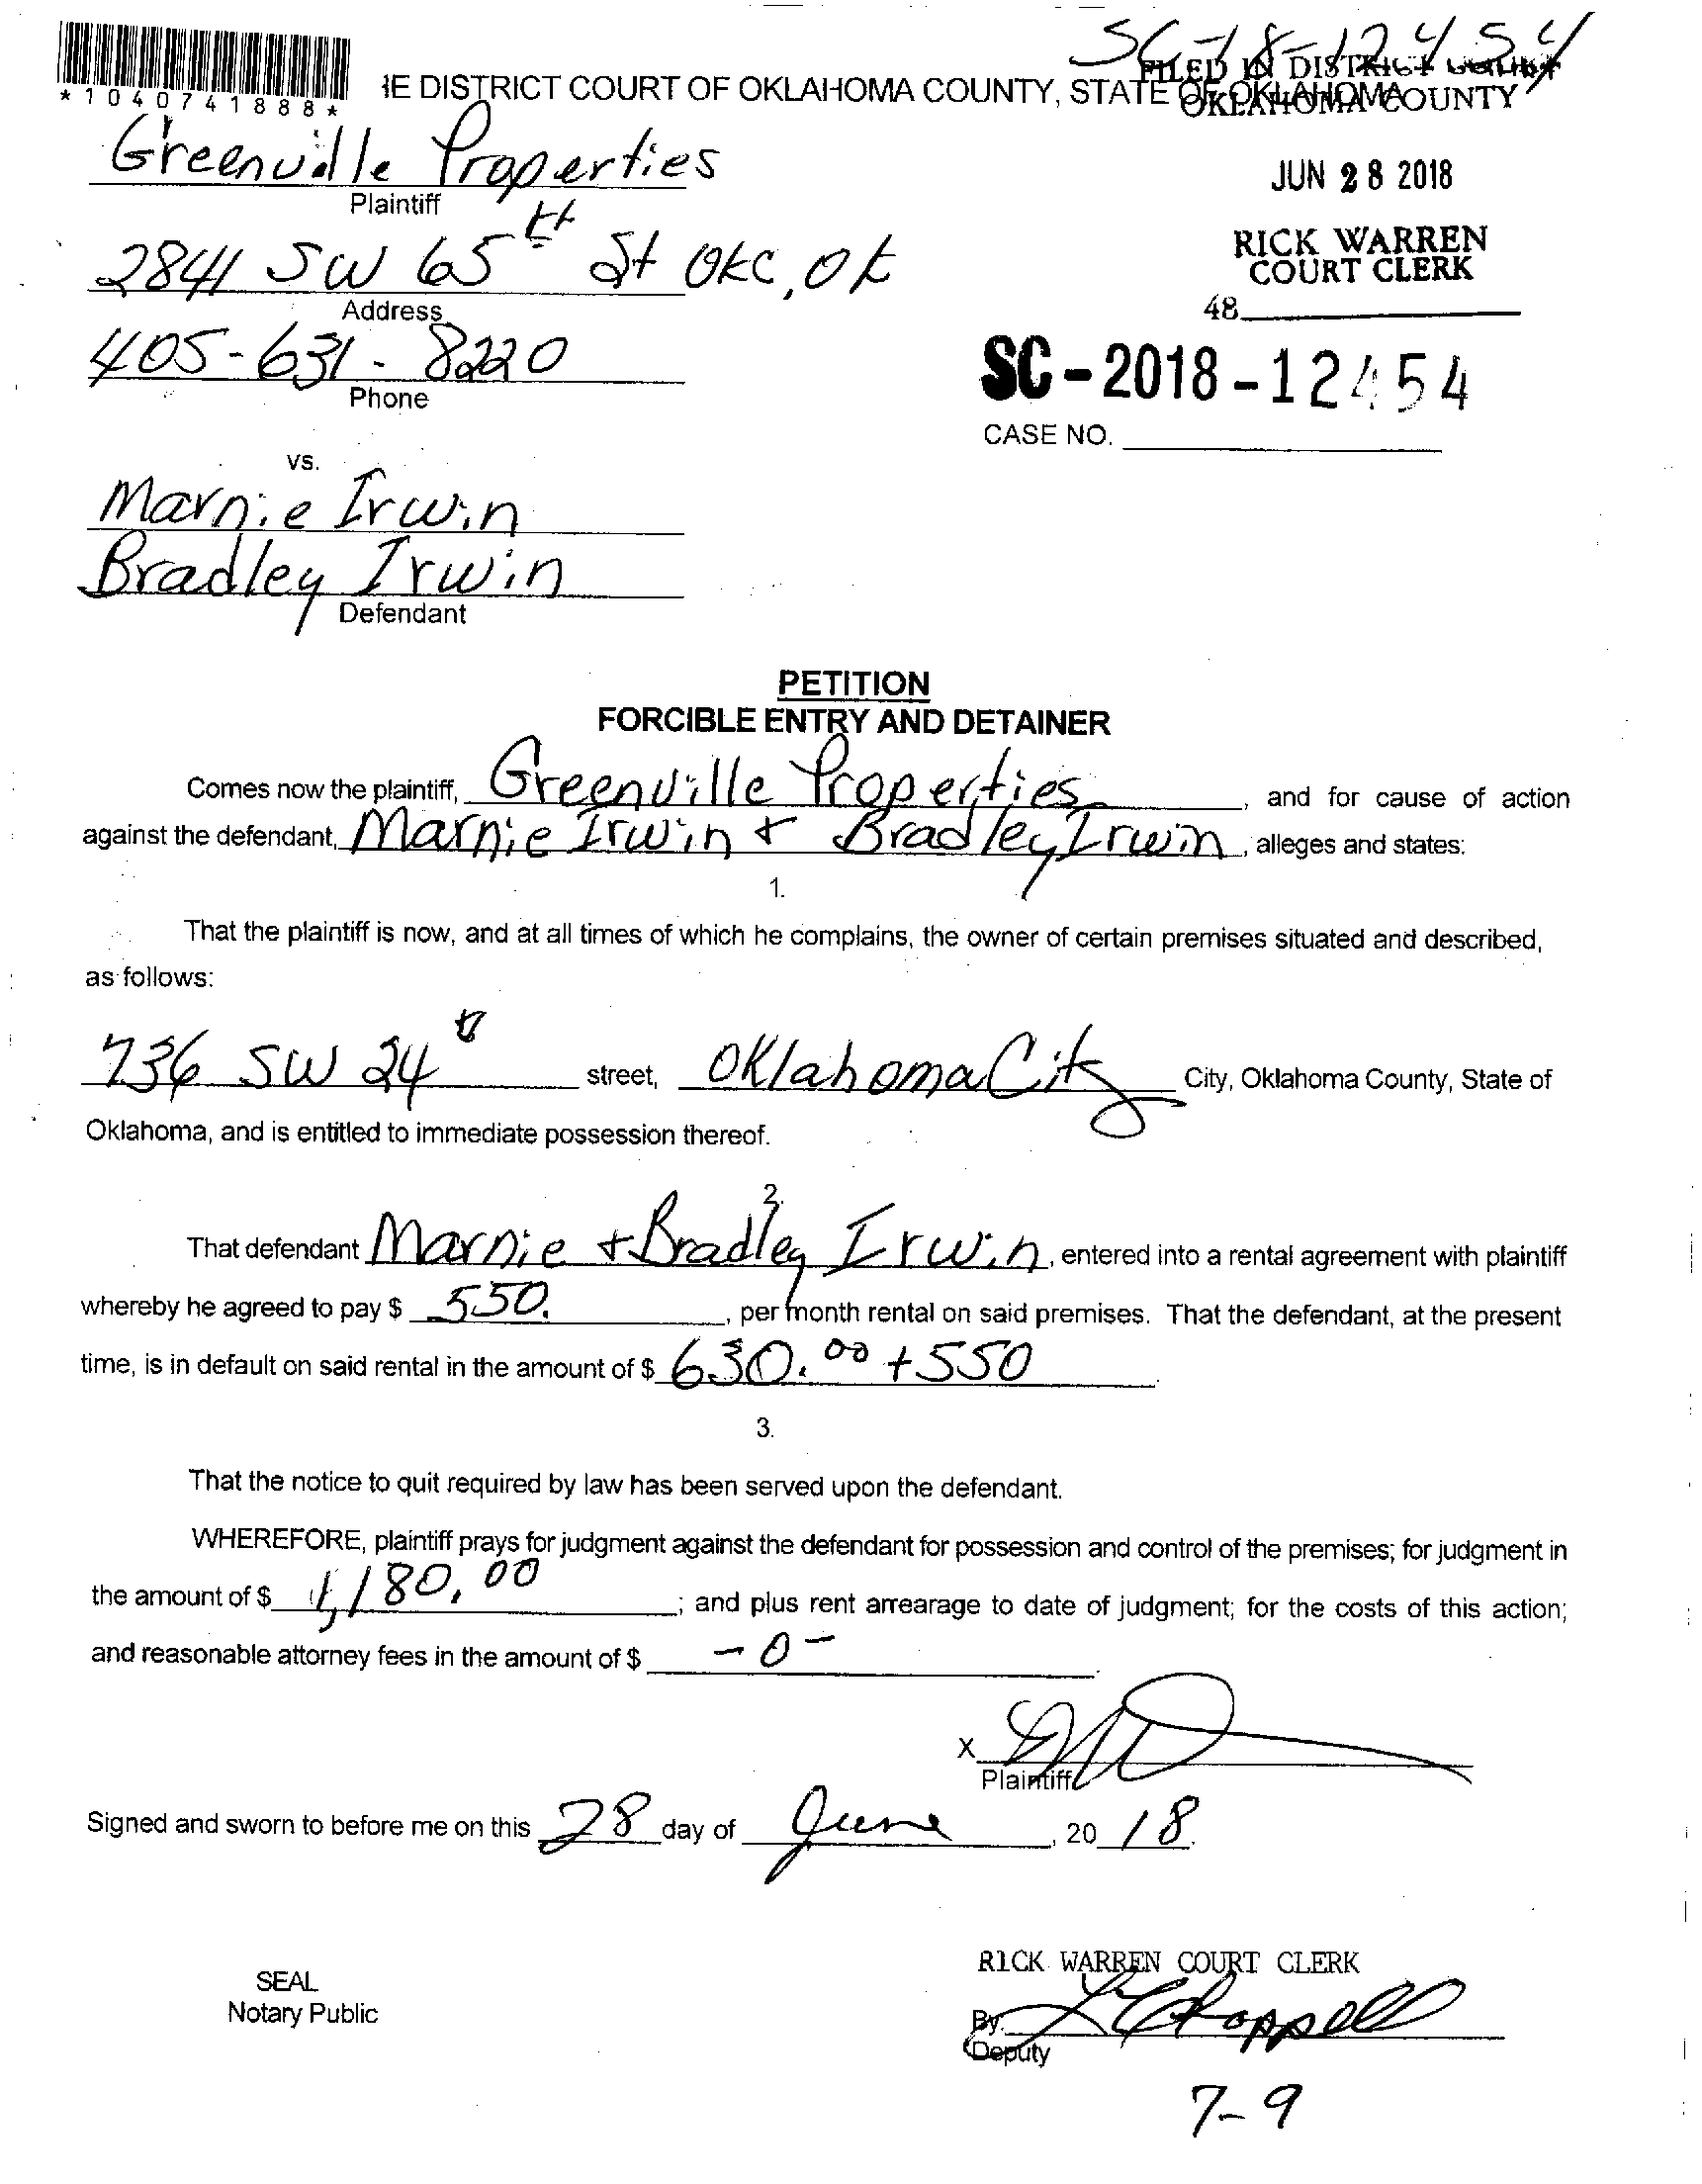 SC-18-12454
*1040741888*
HE DISTRICT COURT OF OKLAHOMA COUNTY, STATE OF OKLAHOMA
FILED IN DISTRICT COURT
OKLAHOMA COUNTY
JUN 28 2018
RICK WARREN
COURT CLERK
48
SC-2018-12454
CASE NO.
Greenville Properties
Plaintiff
2841 SW 65th St OKC, OK
Address
405-631-8220
Phone
vs.
Marnie Irwin
Bradley Irwin
Defendant
PETITION
FORCIBLE ENTRY AND DETAINER
Comes now the plaintiff, Greenville Properties, and for cause of action
against the defendant, Marnie Irwin + Bradley Irwin, alleges and states:
1.
That the plaintiff is now, and at all times of which he complains, the owner of certain premises situated and described,
as follows:
736 SW 24th street, Oklahoma City City, Oklahoma County, State of
Oklahoma, and is entitled to immediate possession thereof.
2.
That defendant Marnie + Bradley Irwin, entered into a rental agreement with plaintiff
whereby he agreed to pay $ 550. , per month rental on said premises. That the defendant, at the present
time, is in default on said rental in the amount of $ 630.00 + 550.
3.
That the notice to quit required by law has been served upon the defendant.
WHEREFORE, plaintiff prays for judgment against the defendant for possession and control of the premises; for judgment in
the amount of $ 1,180.00 ; and plus rent arrearage to date of judgment; for the costs of this action;
and reasonable attorney fees in the amount of $ -0- .
X
Plaintiff
Signed and sworn to before me on this 28 day of June, 20 18.
SEAL
Notary Public
RICK WARREN COURT CLERK
By. L Chappell
Deputy
7-9